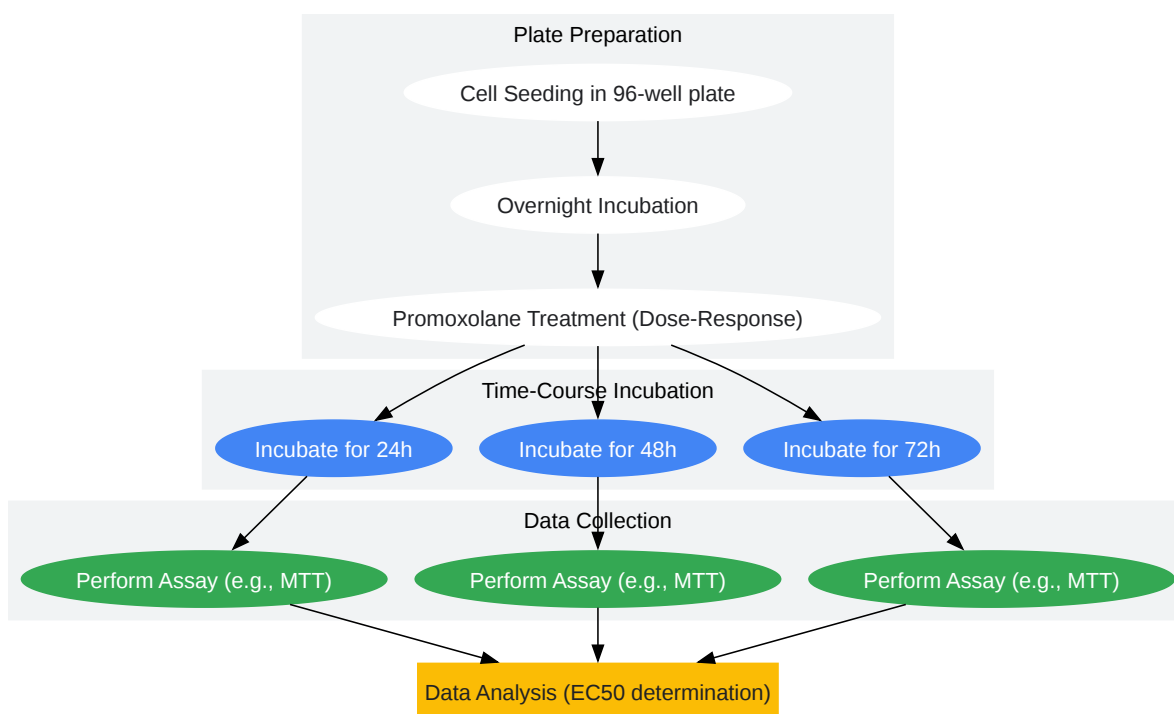 Plate Preparation
Cell Seeding in 96-well plate
Overnight Incubation
Promoxolane Treatment (Dose-Response)
Time-Course Incubation
Incubate for 24h
Incubate for 48h
Incubate for 72h
Data Collection
Perform Assay (e.g., MTT)
Perform Assay (e.g., MTT)
Perform Assay (e.g., MTT)
Data Analysis (EC50 determination)